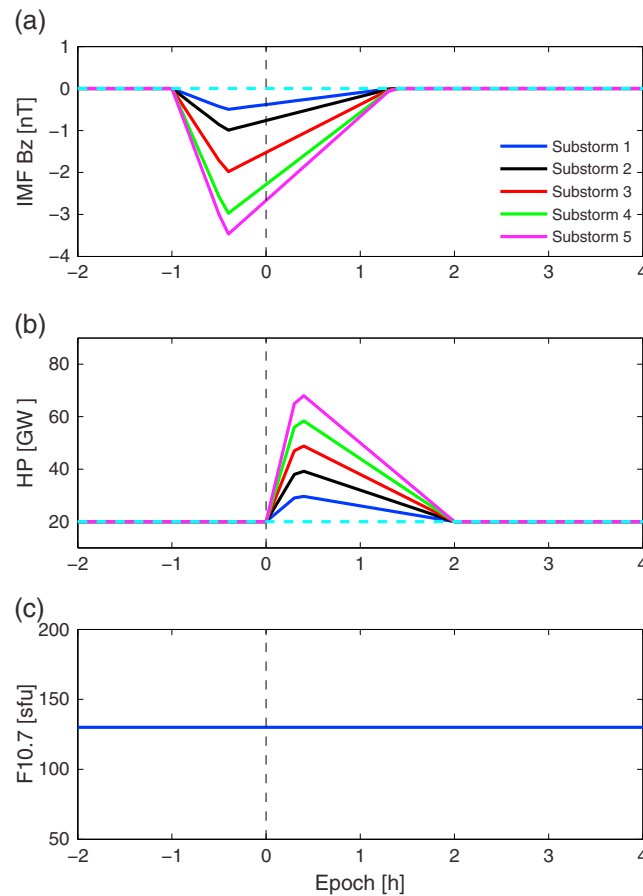 (a)
1
0
−1
−2
−3
−4
IMF Bz [nT]
Substorm 1
Substorm 2
Substorm 3
Substorm 4
Substorm 5
−2 −1 0 1 2 3 4
(b)
80
60
40
20
HP [GW]
−2 −1 0 1 2 3 4
(c)
200
150
100
50
F10.7 [sfu]
−2 −1 0 1 2 3 4
Epoch [h]